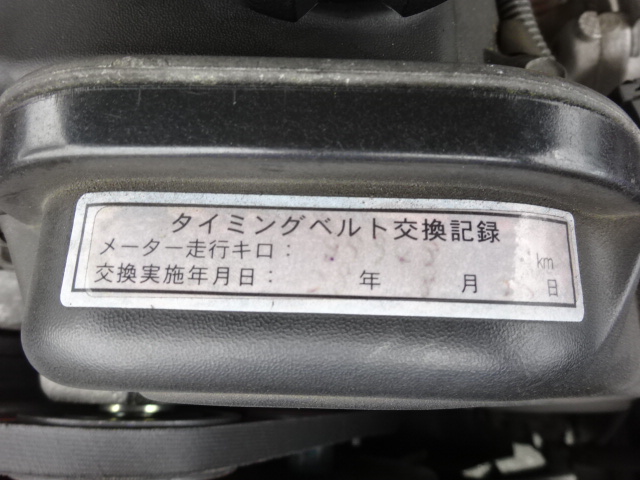 タイミングベルト交換記録
メーター走行キロ： km
交換実施年月日： 年 月 日